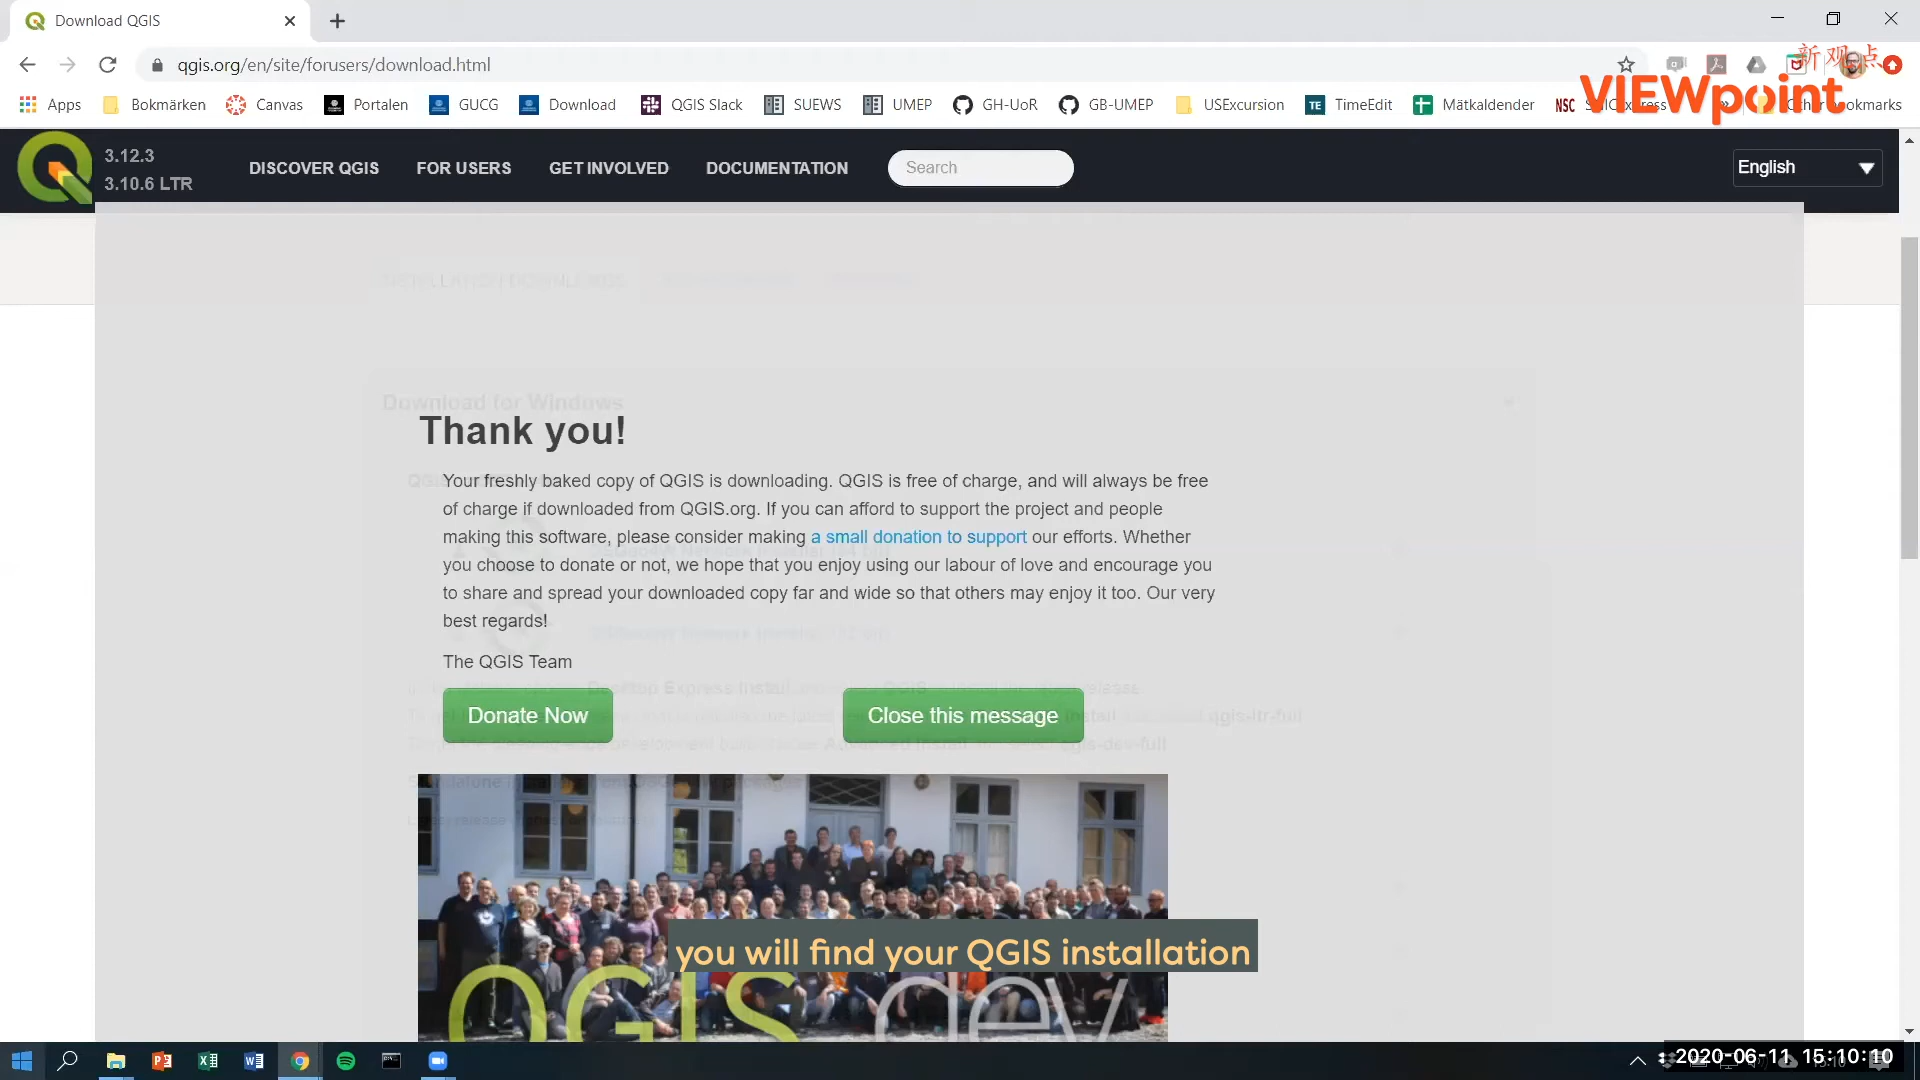 Download QGIS
qgis.org/en/site/forusers/download.html
新观点
VIEWpoint
Apps Bokmärken Canvas Portalen GUCG Download QGIS Slack SUEWS UMEP GH-UoR GB-UMEP USExcursion TimeEdit Mätkalender NSC Other bookmarks
3.12.3
3.10.6 LTR
DISCOVER QGIS FOR USERS GET INVOLVED DOCUMENTATION Search English
Download for Windows
Thank you!
Your freshly baked copy of QGIS is downloading. QGIS is free of charge, and will always be free
of charge if downloaded from QGIS.org. If you can afford to support the project and people
making this software, please consider making a small donation to support our efforts. Whether
you choose to donate or not, we hope that you enjoy using our labour of love and encourage you
to share and spread your downloaded copy far and wide so that others may enjoy it too. Our very
best regards!
The QGIS Team
Donate Now Close this message
you will find your QGIS installation
QGIS dev
2020-06-11 15:10:10